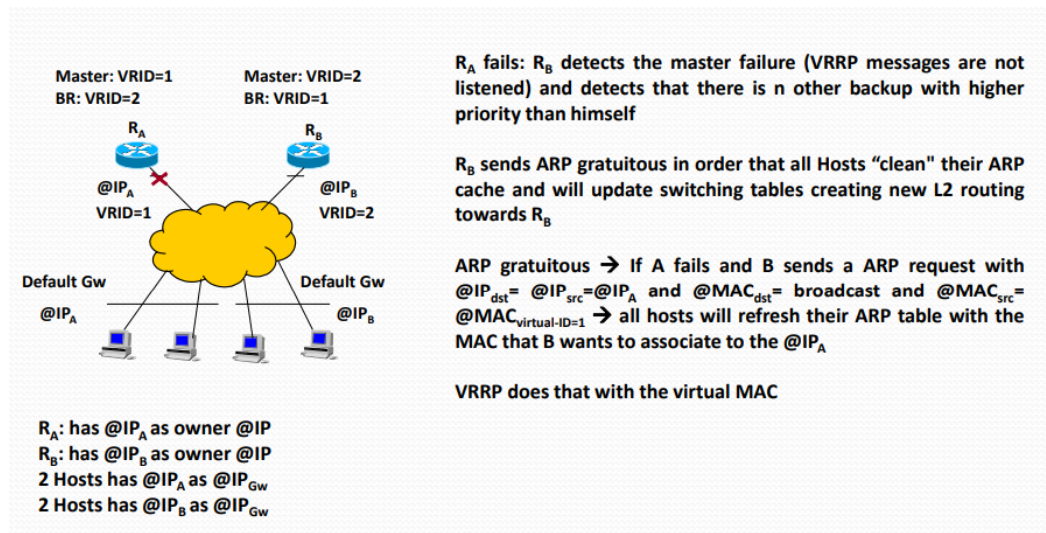 Master: VRID=1
BR: VRID=2
Master: VRID=2
BR: VRID=1
RA
RB
@IPA
VRID=1
@IPB
VRID=2
Default Gw
@IPA
Default Gw
@IPB
RA: has @IPA as owner @IP
RB: has @IPB as owner @IP
2 Hosts has @IPA as @IPGw
2 Hosts has @IPB as @IPGw
RA fails: RB detects the master failure (VRRP messages are not
listened) and detects that there is n other backup with higher
priority than himself
RB sends ARP gratuitous in order that all Hosts “clean" their ARP
cache and will update switching tables creating new L2 routing
towards RB
ARP gratuitous → If A fails and B sends a ARP request with
@IPdst= @IPsrc=@IPA and @MACdst= broadcast and @MACsrc=
@MACvirtual-ID=1 → all hosts will refresh their ARP table with the
MAC that B wants to associate to the @IPA
VRRP does that with the virtual MAC